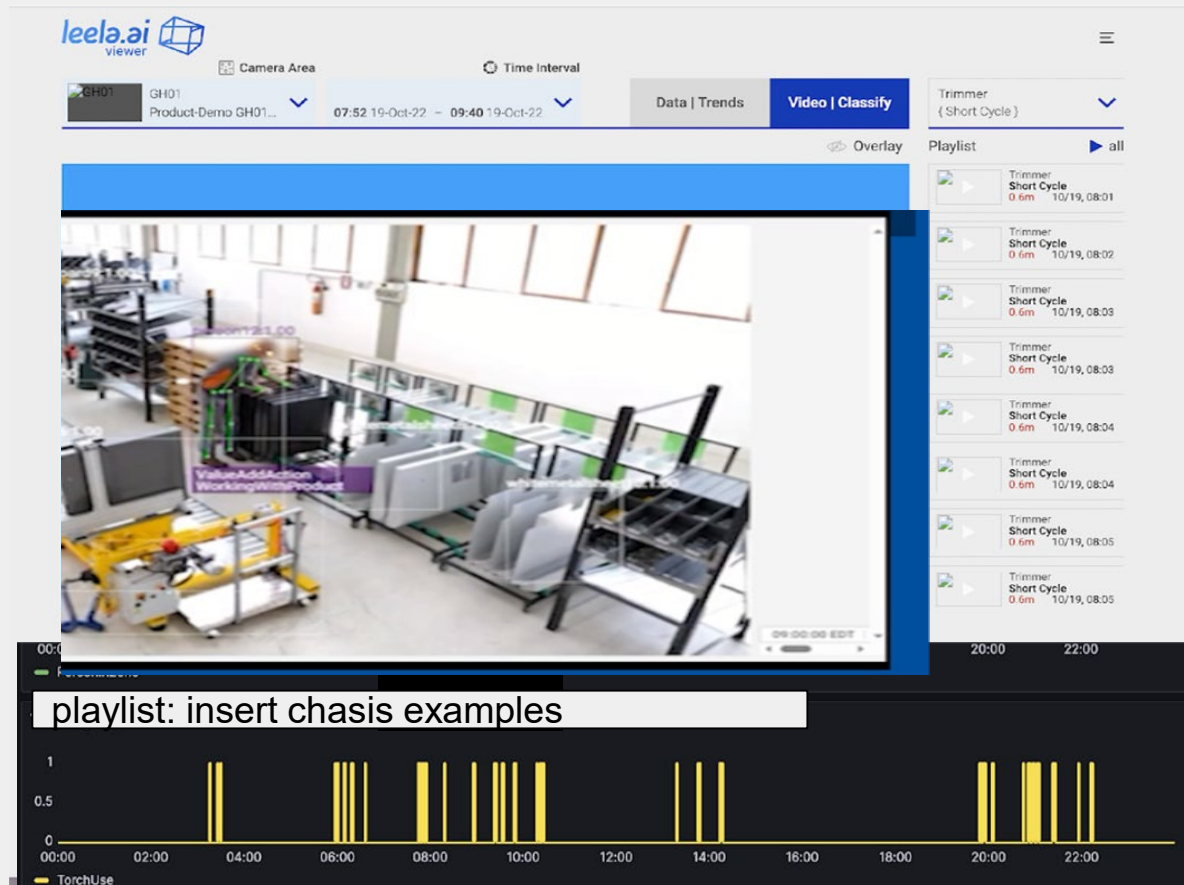 leela.ai
viewer
Camera Area
Time Interval
GH01
GH01
Product-Demo GH01...
07:52 19-Oct-22 – 09:40 19-Oct-22
Data | Trends
Video | Classify
Trimmer
{ Short Cycle }
Overlay
Playlist
all
Trimmer
Short Cycle
0.6m 10/19, 08:01
Trimmer
Short Cycle
0.6m 10/19, 08:02
Trimmer
Short Cycle
0.6m 10/19, 08:03
Trimmer
Short Cycle
0.6m 10/19, 08:03
Trimmer
Short Cycle
0.6m 10/19, 08:04
Trimmer
Short Cycle
0.6m 10/19, 08:04
Trimmer
Short Cycle
0.6m 10/19, 08:05
Trimmer
Short Cycle
0.6m 10/19, 08:05
person12:1.00
ValueAddAction
WorkingWithProduct
09:00:00 EDT
20:00 22:00
playlist: insert chasis examples
1
0.5
0
00:00 02:00 04:00 06:00 08:00 10:00 12:00 14:00 16:00 18:00 20:00 22:00
TorchUse